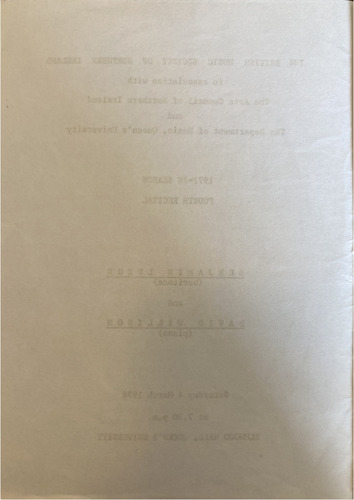 THE BRITISH MUSIC SOCIETY OF NORTHERN IRELAND
in association with
The Arts Council of Northern Ireland
and
The Department of Music, Queen's University
1977-78 SEASON
FOURTH RECITAL
BENJAMIN LUXON
(baritone)
and
DAVID WILLISON
(piano)
Saturday 4 March 1978
at 7.30 p.m.
ELMWOOD HALL, QUEEN'S UNIVERSITY